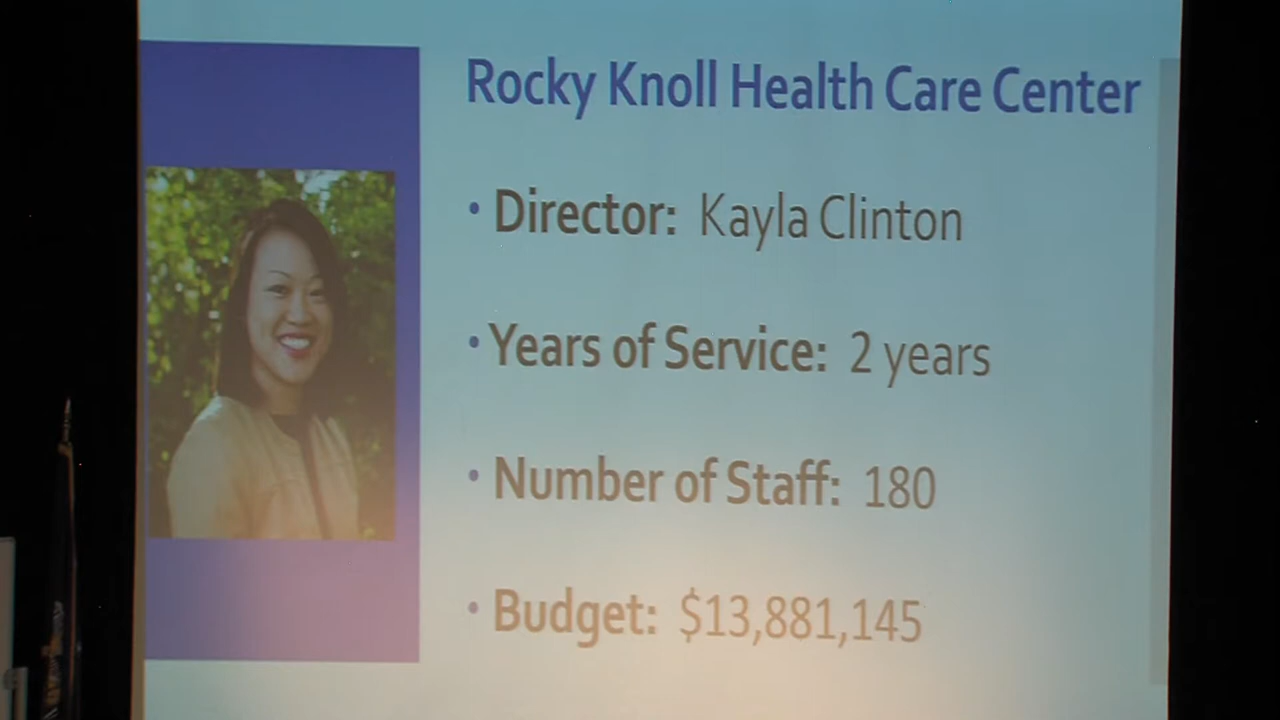 Rocky Knoll Health Care Center
• Director: Kayla Clinton
• Years of Service: 2 years
• Number of Staff: 180
• Budget: $13,881,145